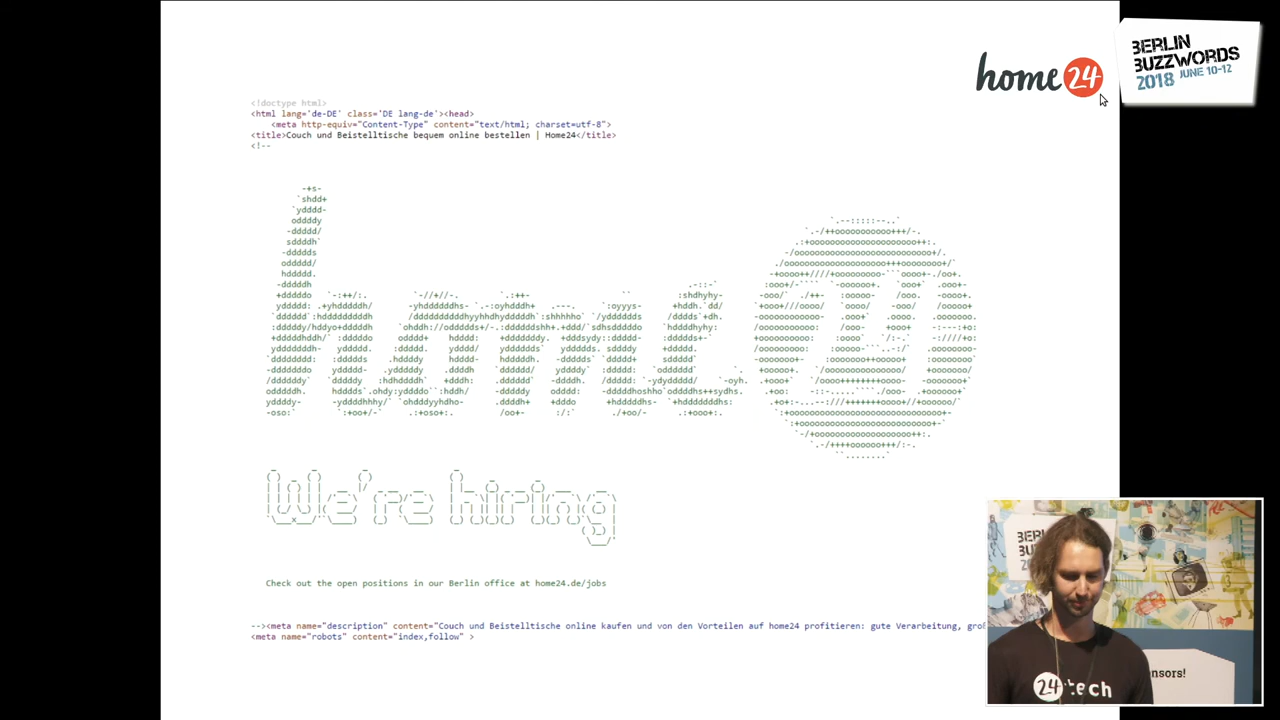 home24
BERLIN
BUZZWORDS
2018 JUNE 10-12
<!doctype html>
<html lang='de-DE' class='DE lang-de'><head>
<meta http-equiv="Content-Type" content="text/html; charset=utf-8">
<title>Couch und Beistelltische bequem online bestellen | Home24</title>
<!--
home24
We're hiring
Check out the open positions in our Berlin office at home24.de/jobs
--><meta name="description" content="Couch und Beistelltische online kaufen und von den Vorteilen auf home24 profitieren: gute Verarbeitung,
<meta name="robots" content="index,follow" >
24 tech